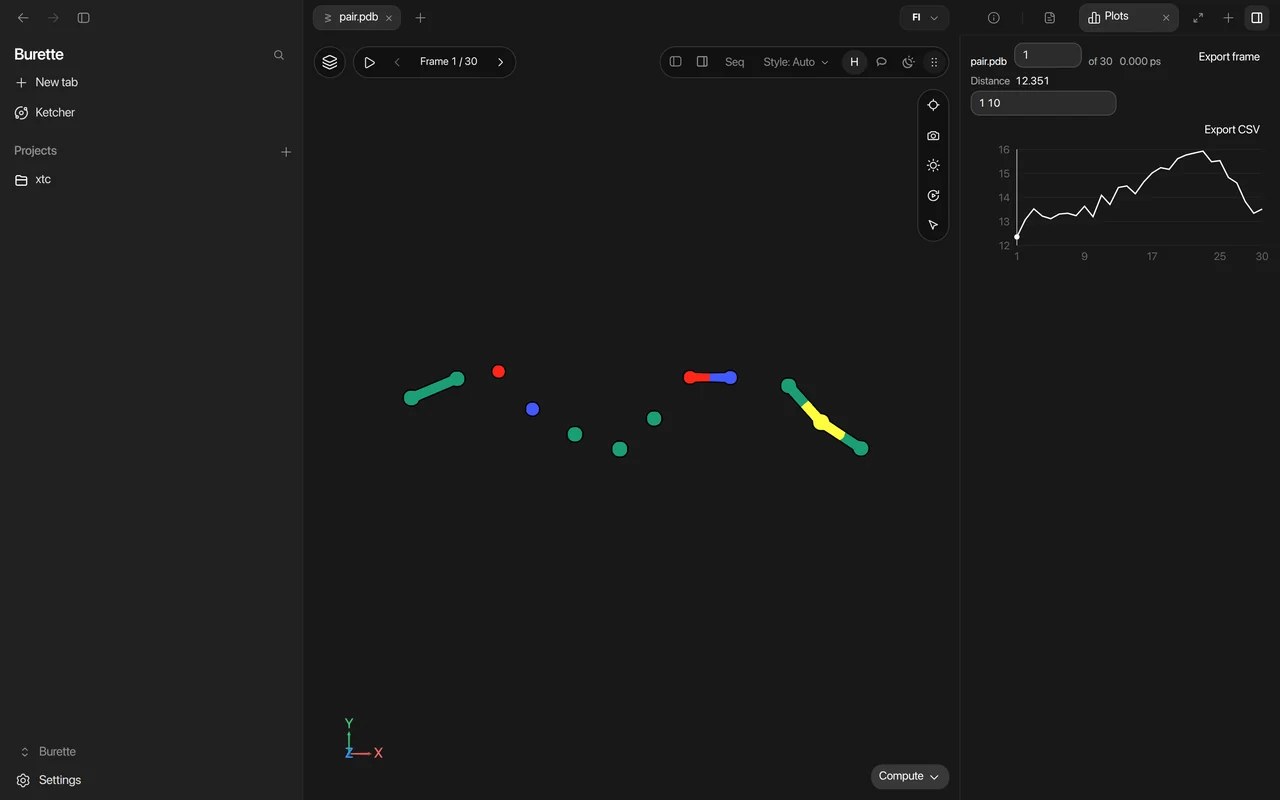 pair.pdb
FI
Plots
Burette
New tab
Ketcher
Projects
xtc
Frame 1 / 30
Seq
Style: Auto
H
pair.pdb 1 of 30 0.000 ps Export frame
Distance 12.351
1 10
Export CSV
16
15
14
13
12
1 9 17 25 30
Y
Z X
Burette
Settings
Compute